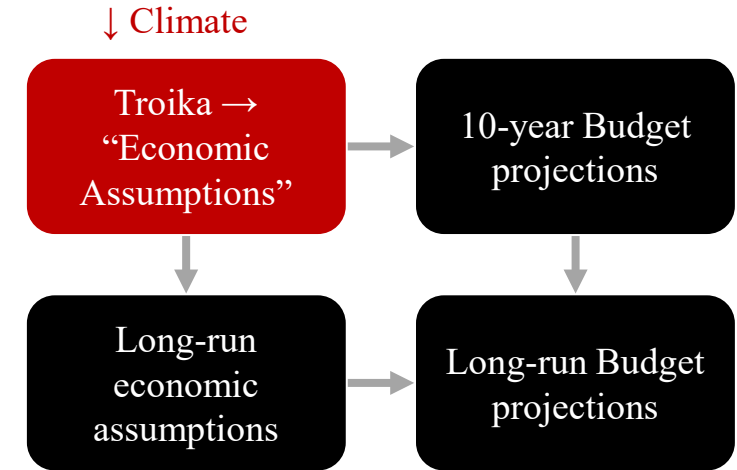 ↓ Climate
Troika →
“Economic
Assumptions”
10-year Budget
projections
Long-run
economic
assumptions
Long-run Budget
projections